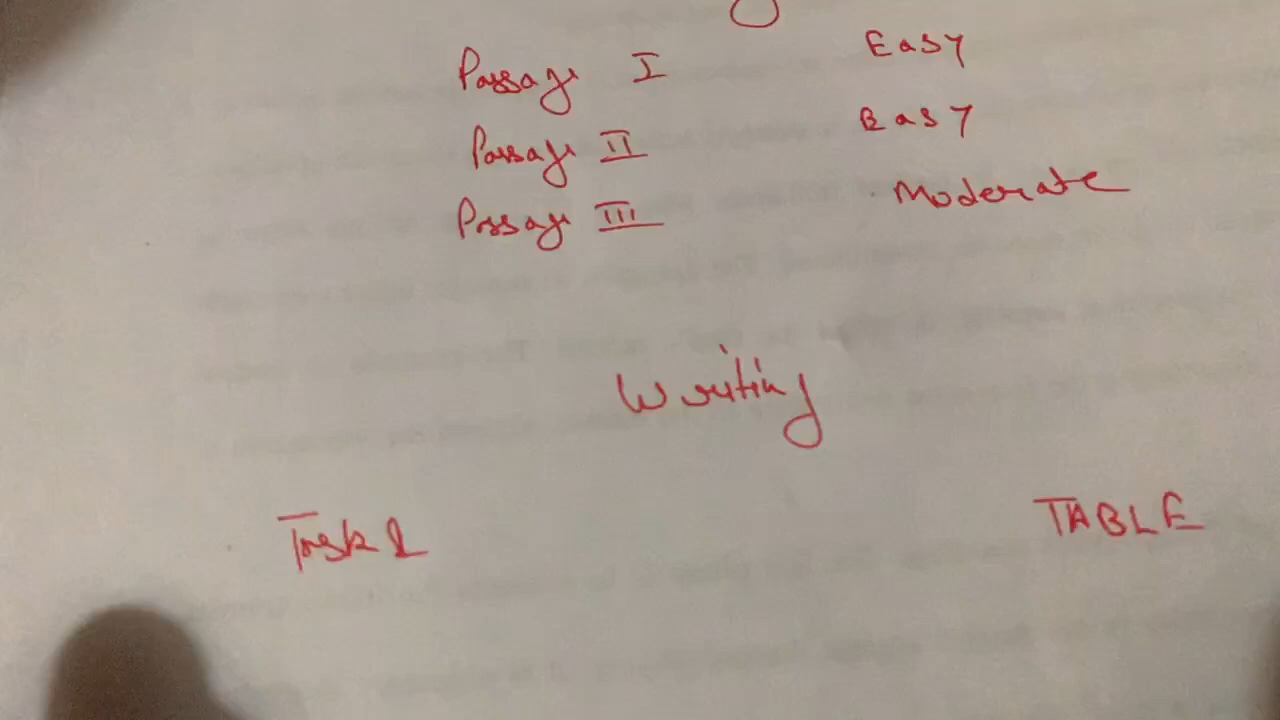 Passage I Easy
Passage II Easy
Passage III Moderate
Writing
Task 1 TABLE